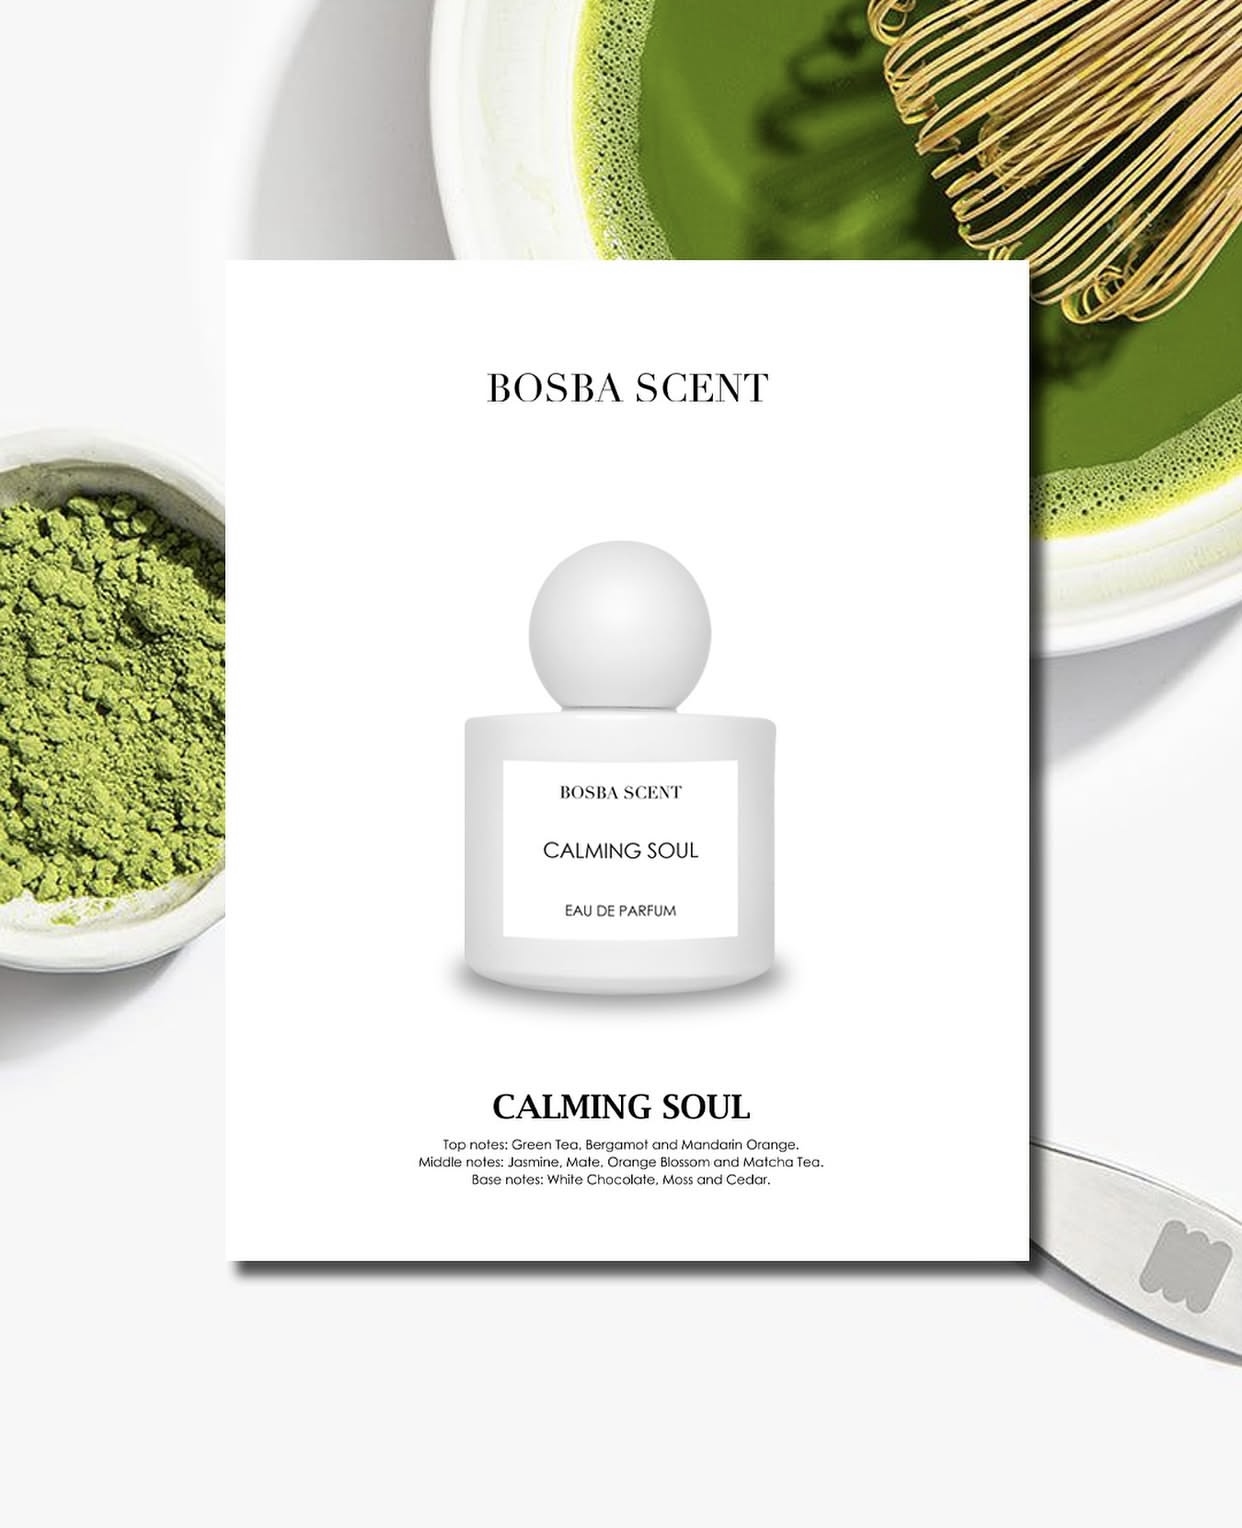 BOSBA SCENT
BOSBA SCENT
CALMING SOUL
EAU DE PARFUM
CALMING SOUL
Top notes: Green Tea, Bergamot and Mandarin Orange.
Middle notes: Jasmine, Mate, Orange Blossom and Matcha Tea.
Base notes: White Chocolate, Moss and Cedar.